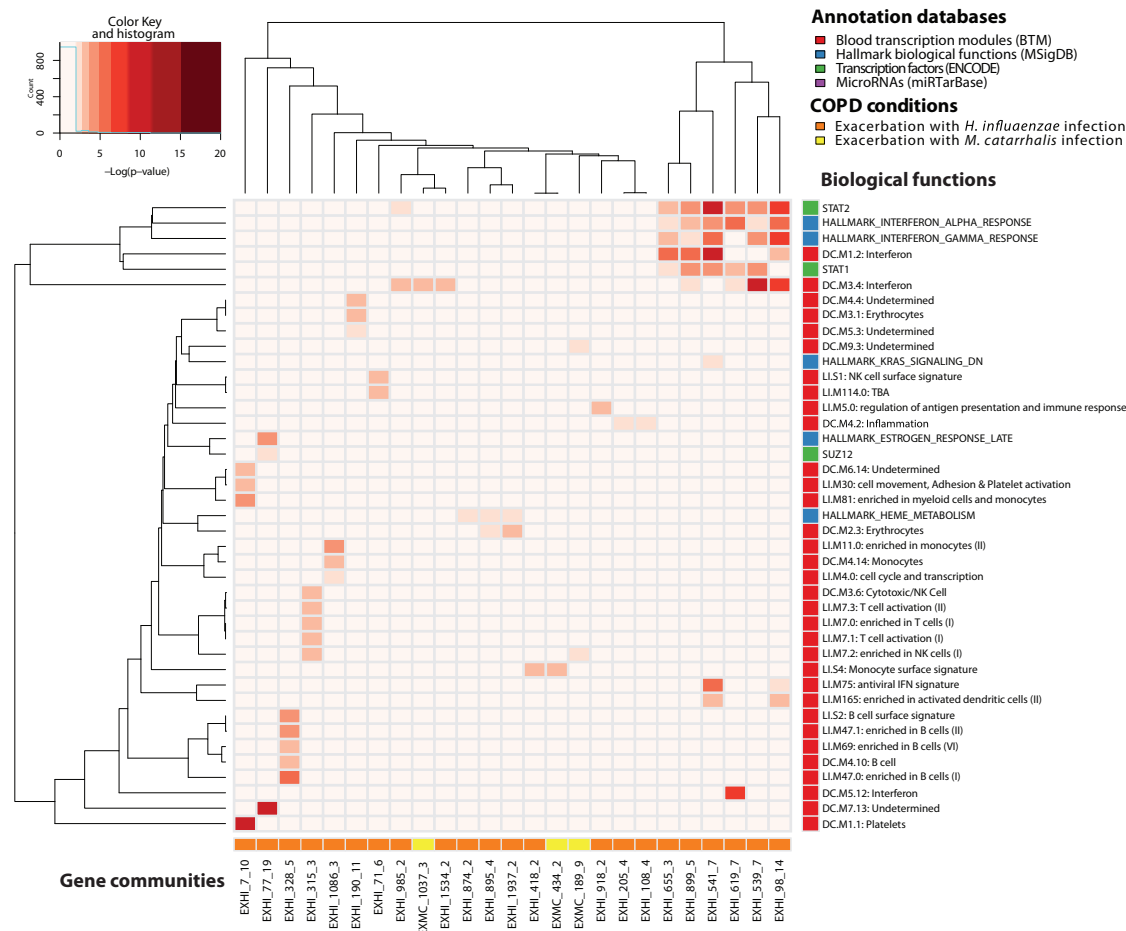 Color Key
and histogram
Count
0 400 800
0 5 10 15 20
−Log(p−value)
Annotation databases
Blood transcription modules (BTM)
Hallmark biological functions (MSigDB)
Transcription factors (ENCODE)
MicroRNAs (miRTarBase)
COPD conditions
Exacerbation with H. influaenzae infection
Exacerbation with M. catarrhalis infection
Biological functions
STAT2
HALLMARK_INTERFERON_ALPHA_RESPONSE
HALLMARK_INTERFERON_GAMMA_RESPONSE
DC.M1.2: Interferon
STAT1
DC.M3.4: Interferon
DC.M4.4: Undetermined
DC.M3.1: Erythrocytes
DC.M5.3: Undetermined
DC.M9.3: Undetermined
HALLMARK_KRAS_SIGNALING_DN
LI.S1: NK cell surface signature
LI.M114.0: TBA
LI.M5.0: regulation of antigen presentation and immune response
DC.M4.2: Inflammation
HALLMARK_ESTROGEN_RESPONSE_LATE
SUZ12
DC.M6.14: Undetermined
LI.M30: cell movement, Adhesion & Platelet activation
LI.M81: enriched in myeloid cells and monocytes
HALLMARK_HEME_METABOLISM
DC.M2.3: Erythrocytes
LI.M11.0: enriched in monocytes (II)
DC.M4.14: Monocytes
LI.M4.0: cell cycle and transcription
DC.M3.6: Cytotoxic/NK Cell
LI.M7.3: T cell activation (II)
LI.M7.0: enriched in T cells (I)
LI.M7.1: T cell activation (I)
LI.M7.2: enriched in NK cells (I)
LI.S4: Monocyte surface signature
LI.M75: antiviral IFN signature
LI.M165: enriched in activated dendritic cells (II)
LI.S2: B cell surface signature
LI.M47.1: enriched in B cells (II)
LI.M69: enriched in B cells (VI)
DC.M4.10: B cell
LI.M47.0: enriched in B cells (I)
DC.M5.12: Interferon
DC.M7.13: Undetermined
DC.M1.1: Platelets
Gene communities
EXHI_7_10
EXHI_77_19
EXHI_328_5
EXHI_315_3
EXHI_1086_3
EXHI_190_11
EXHI_71_6
EXHI_985_2
EXMC_1037_3
EXHI_1534_2
EXHI_874_2
EXHI_895_4
EXHI_1937_2
EXHI_418_2
EXMC_434_2
EXMC_189_9
EXHI_918_2
EXHI_205_4
EXHI_108_4
EXHI_655_3
EXHI_899_5
EXHI_541_7
EXHI_619_7
EXHI_539_7
EXHI_98_14